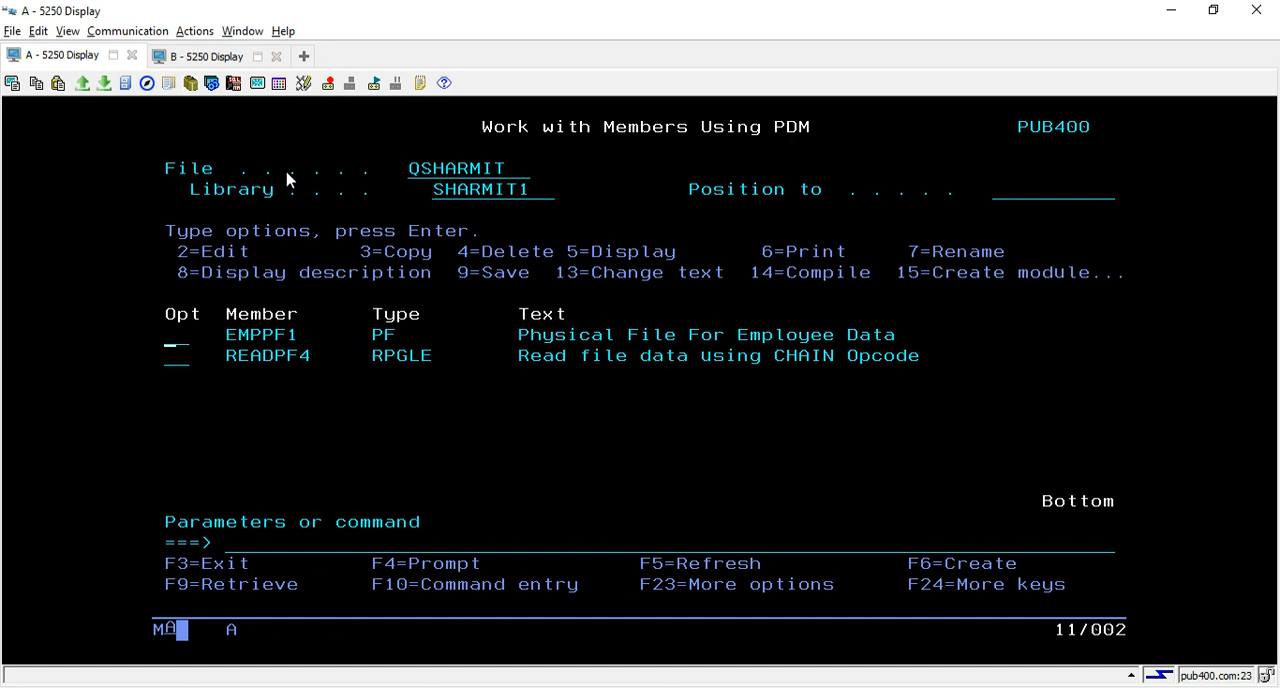 A - 5250 Display
File Edit View Communication Actions Window Help
A - 5250 Display B - 5250 Display
Work with Members Using PDM PUB400
File . . . . . . QSHARMIT
Library . . . . SHARMIT1 Position to . . . . .
Type options, press Enter.
2=Edit 3=Copy 4=Delete 5=Display 6=Print 7=Rename
8=Display description 9=Save 13=Change text 14=Compile 15=Create module...
Opt Member Type Text
EMPPF1 PF Physical File For Employee Data
READPF4 RPGLE Read file data using CHAIN Opcode
Bottom
Parameters or command
===>
F3=Exit F4=Prompt F5=Refresh F6=Create
F9=Retrieve F10=Command entry F23=More options F24=More keys
MA A 11/002
pub400.com:23